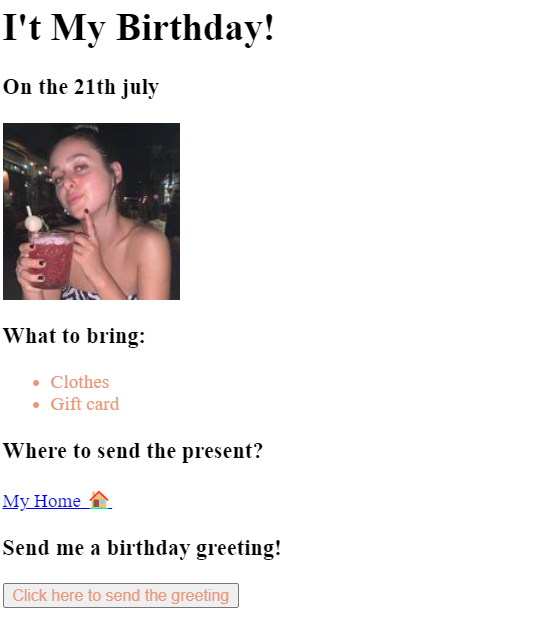 I't My Birthday!
On the 21th july
What to bring:
Clothes
Gift card
Where to send the present?
My Home 🏠
Send me a birthday greeting!
Click here to send the greeting